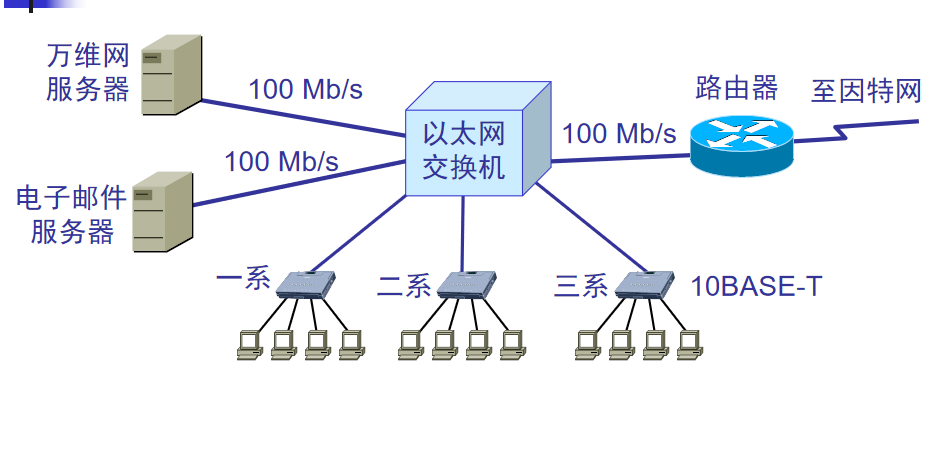 万维网
服务器
100 Mb/s
以太网
交换机
100 Mb/s
路由器
至因特网
100 Mb/s
电子邮件
服务器
一系
二系
三系
10BASE-T